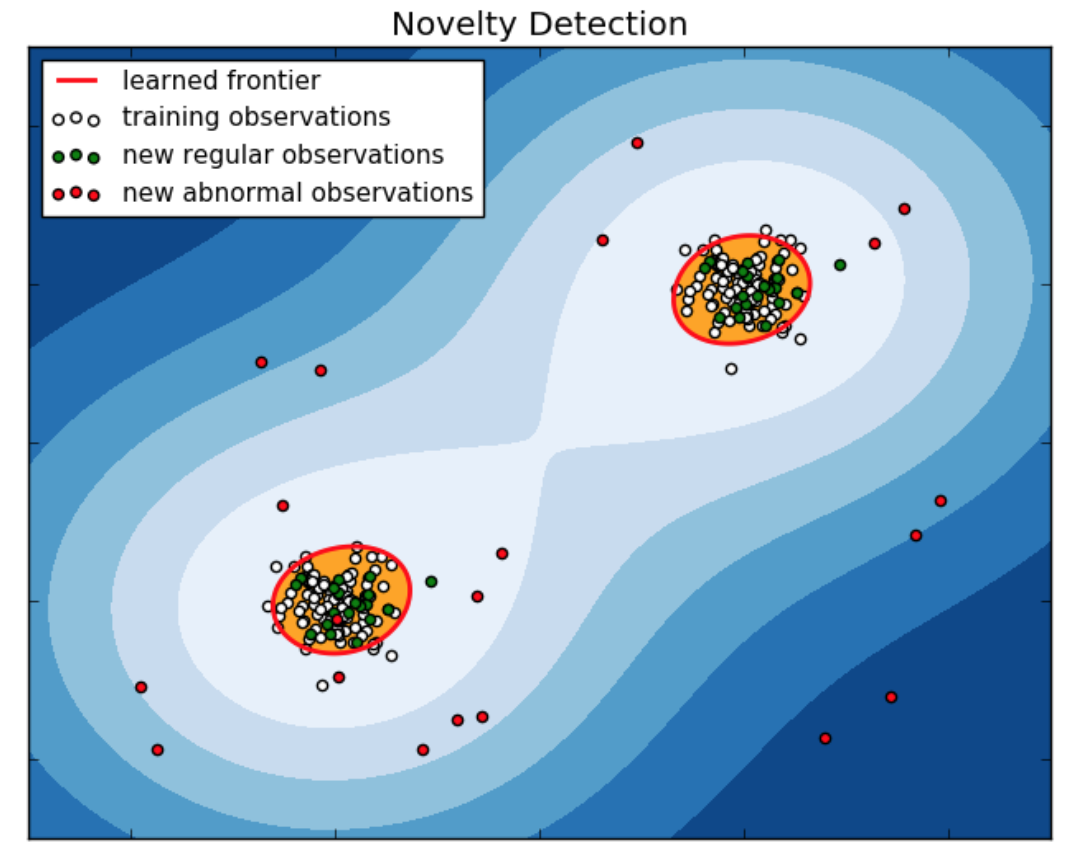 Novelty Detection
learned frontier
training observations
new regular observations
new abnormal observations